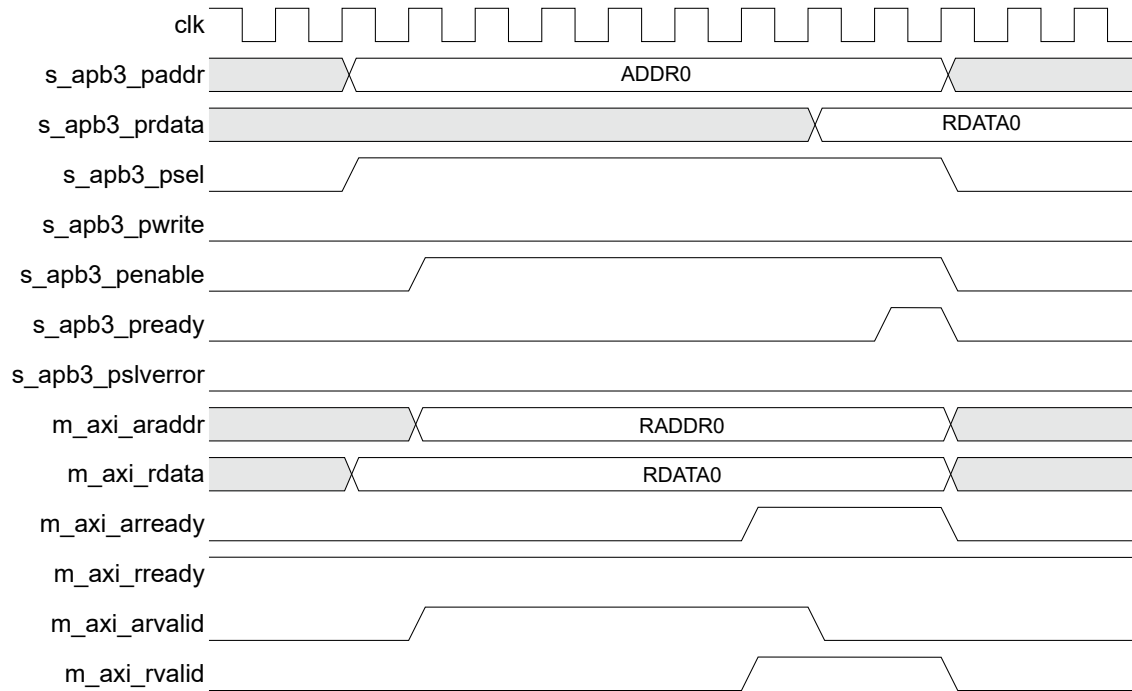 clk
s_apb3_paddr ADDR0
s_apb3_prdata RDATA0
s_apb3_psel
s_apb3_pwrite
s_apb3_penable
s_apb3_pready
s_apb3_pslverror
m_axi_araddr RADDR0
m_axi_rdata RDATA0
m_axi_arready
m_axi_rready
m_axi_arvalid
m_axi_rvalid